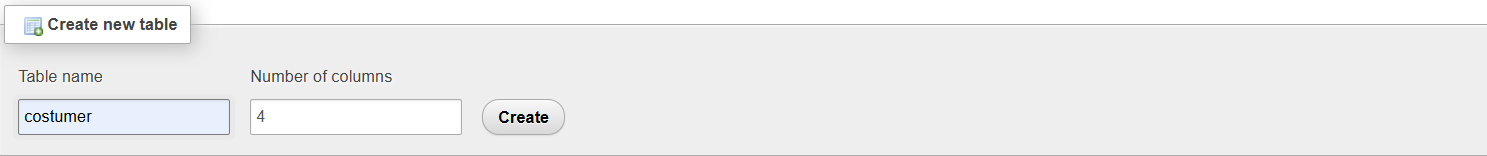 Create new table
Table name Number of columns
costumer 4 Create